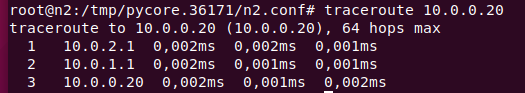 root@n2:/tmp/pycore.36171/n2.conf# traceroute 10.0.0.20
traceroute to 10.0.0.20 (10.0.0.20), 64 hops max
1 10.0.2.1 0,002ms 0,002ms 0,001ms
2 10.0.1.1 0,002ms 0,001ms 0,001ms
3 10.0.0.20 0,002ms 0,001ms 0,002ms